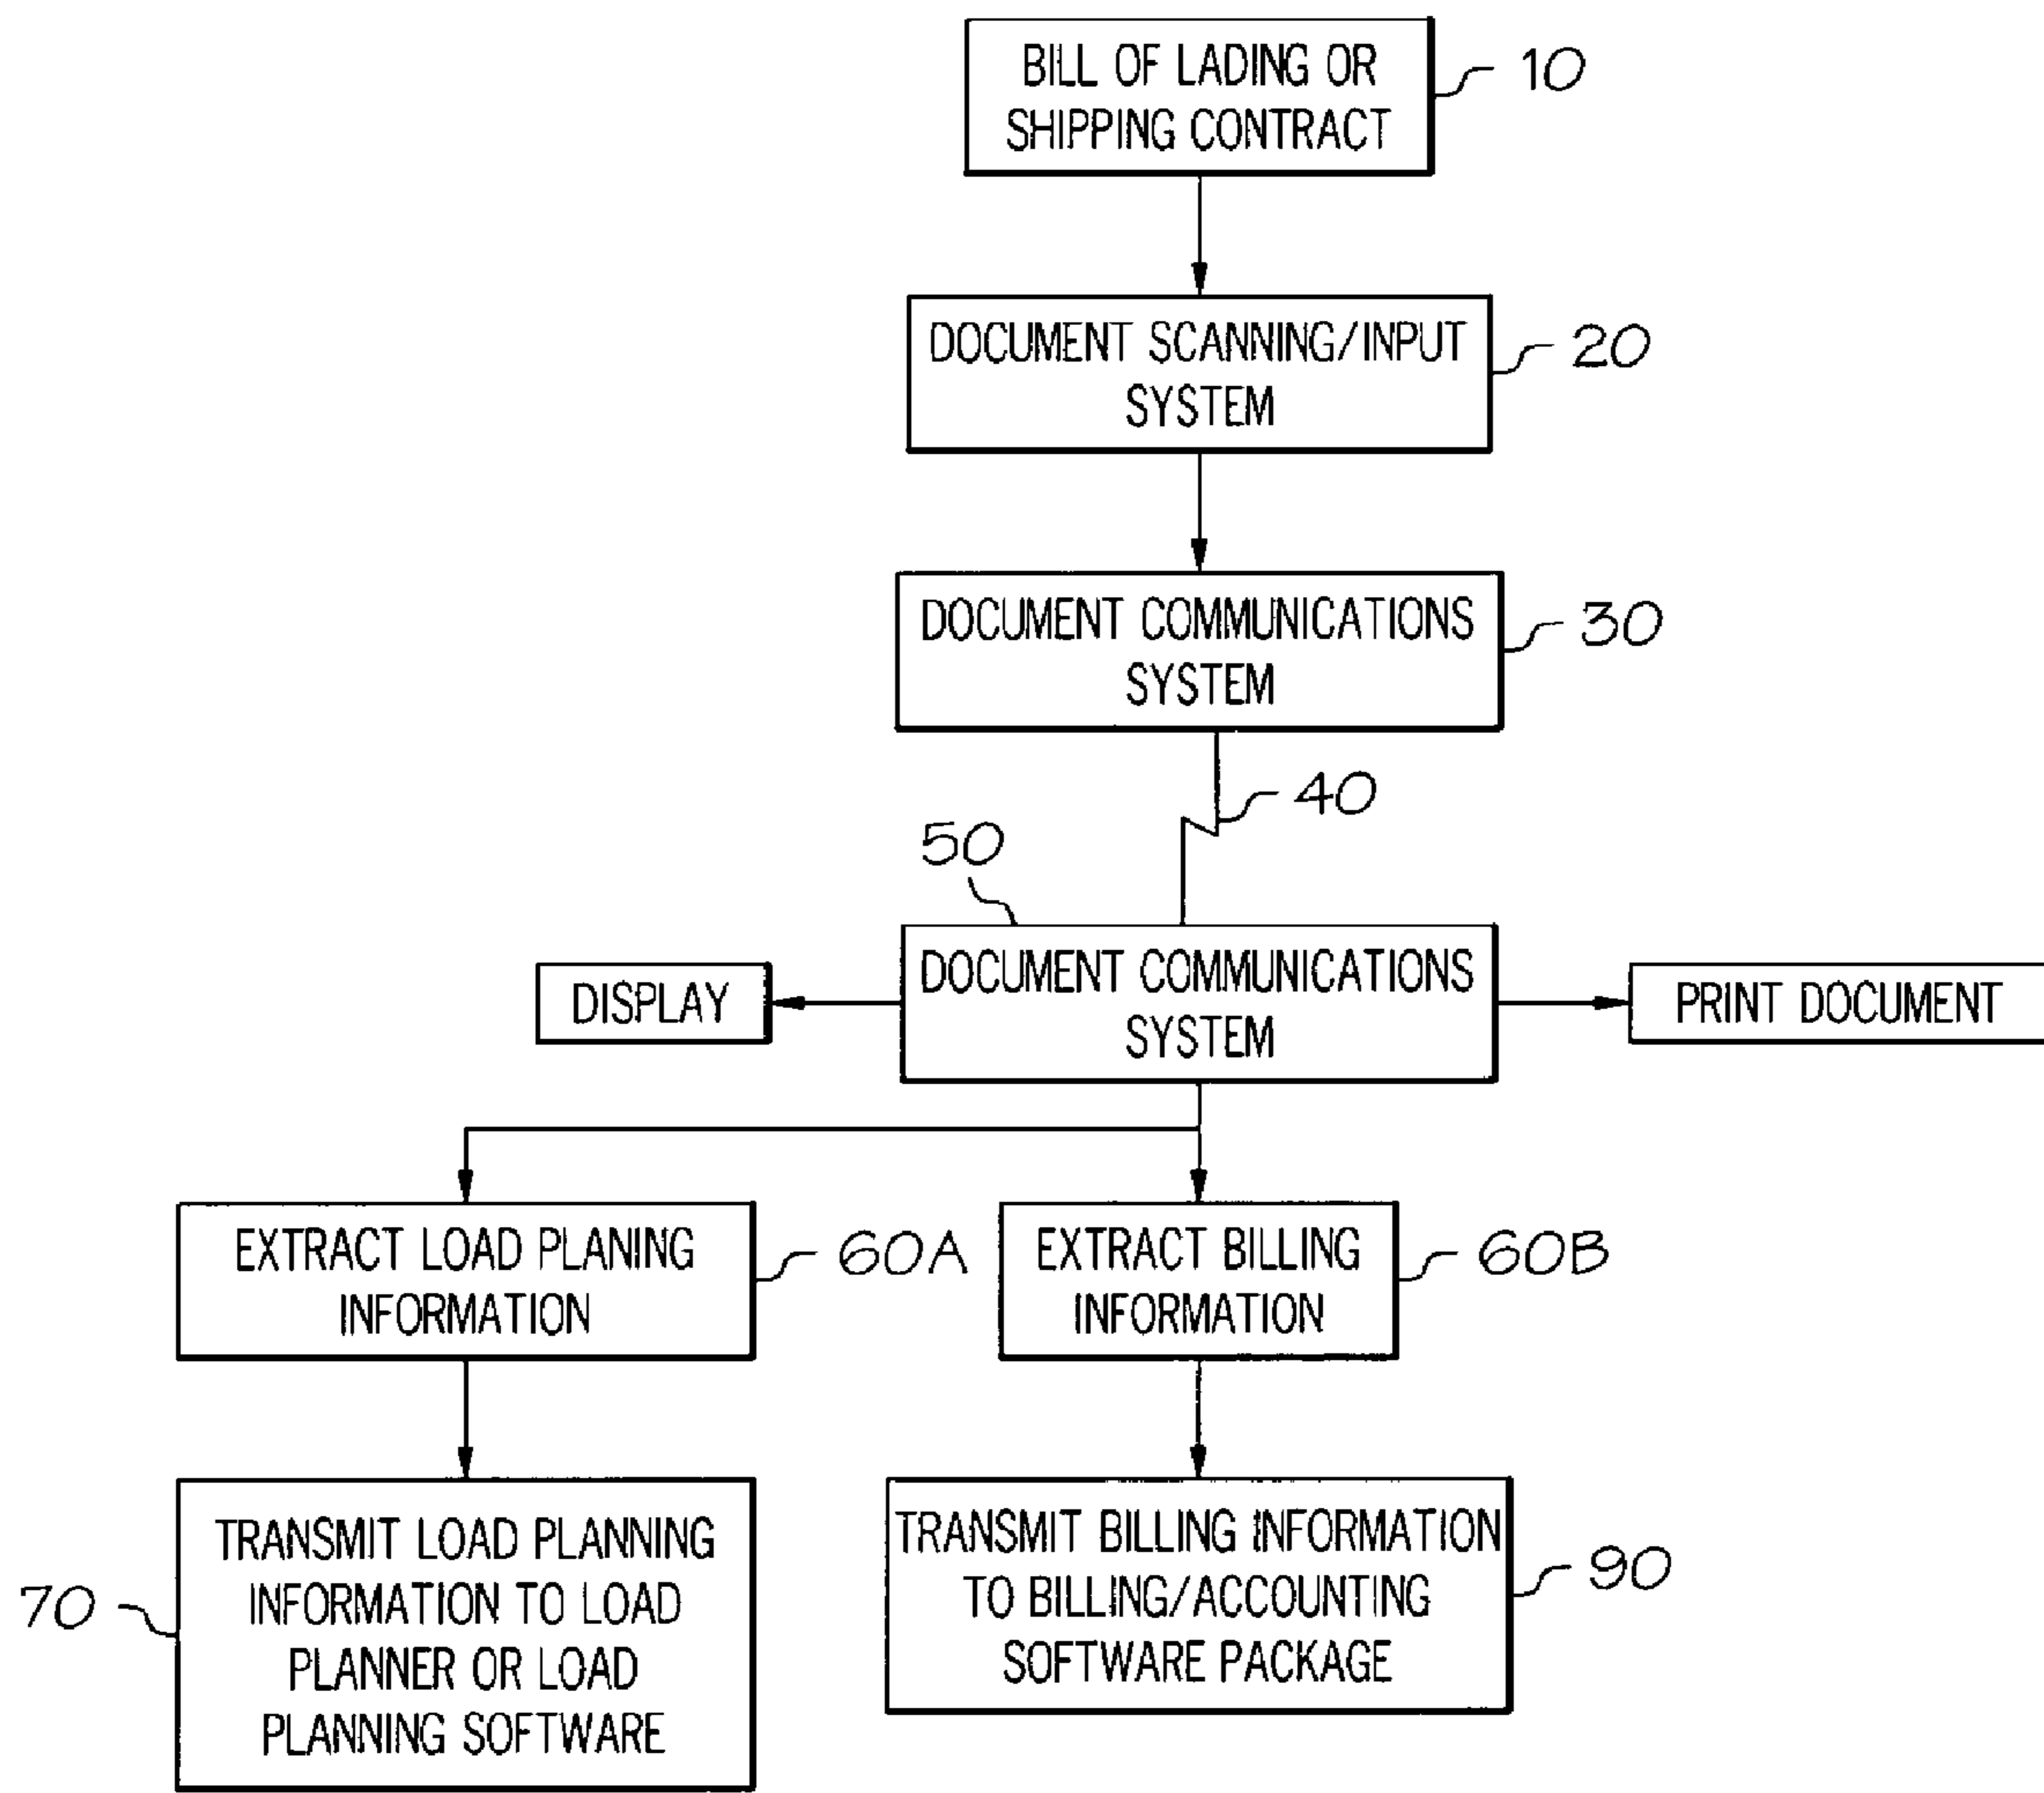 BILL OF LADING OR
SHIPPING CONTRACT
10
DOCUMENT SCANNING/INPUT
SYSTEM
20
DOCUMENT COMMUNICATIONS
SYSTEM
30
40
50
DISPLAY
DOCUMENT COMMUNICATIONS
SYSTEM
PRINT DOCUMENT
EXTRACT LOAD PLANING
INFORMATION
60A
EXTRACT BILLING
INFORMATION
60B
70
TRANSMIT LOAD PLANNING
INFORMATION TO LOAD
PLANNER OR LOAD
PLANNING SOFTWARE
TRANSMIT BILLING INFORMATION
TO BILLING/ACCOUNTING
SOFTWARE PACKAGE
90